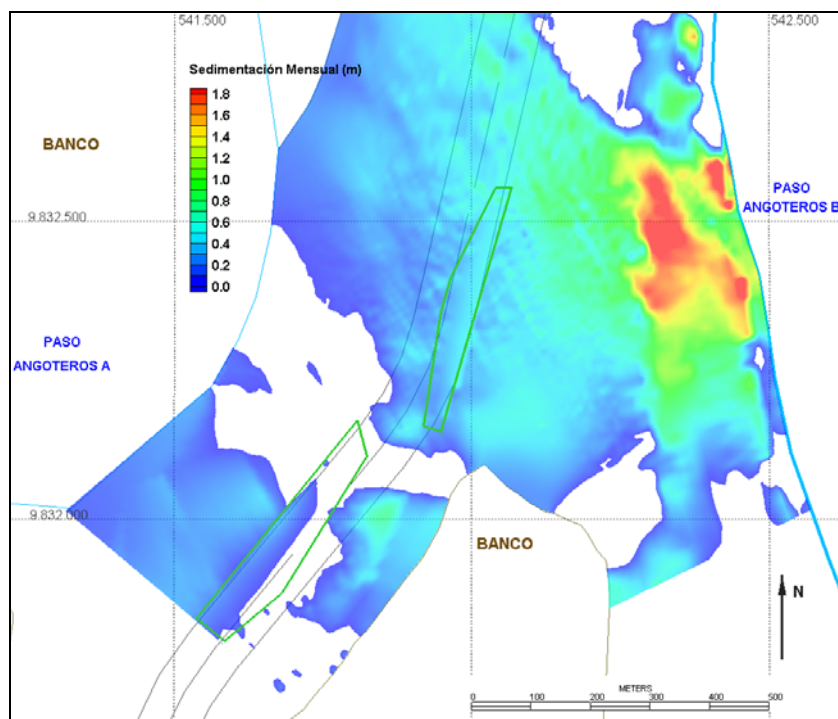 541.500
542.500
Sedimentación Mensual (m)
1.8
1.6
1.4
1.2
1.0
0.8
0.6
0.4
0.2
0.0
BANCO
PASO
ANGOTEROS B
9.832.500
PASO
ANGOTEROS A
9.832.000
BANCO
N
METERS
0 100 200 300 400 500